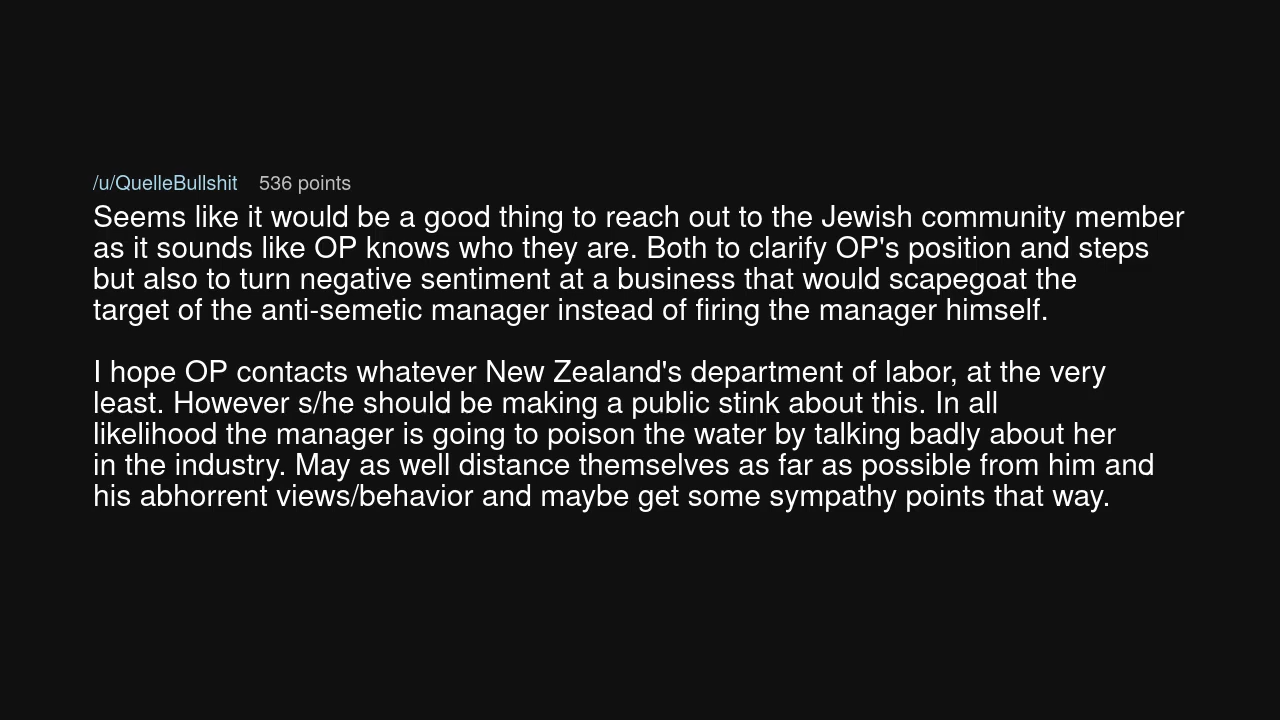 /u/QuelleBullshit 536 points
Seems like it would be a good thing to reach out to the Jewish community member
as it sounds like OP knows who they are. Both to clarify OP's position and steps
but also to turn negative sentiment at a business that would scapegoat the
target of the anti-semetic manager instead of firing the manager himself.
I hope OP contacts whatever New Zealand's department of labor, at the very
least. However s/he should be making a public stink about this. In all
likelihood the manager is going to poison the water by talking badly about her
in the industry. May as well distance themselves as far as possible from him and
his abhorrent views/behavior and maybe get some sympathy points that way.